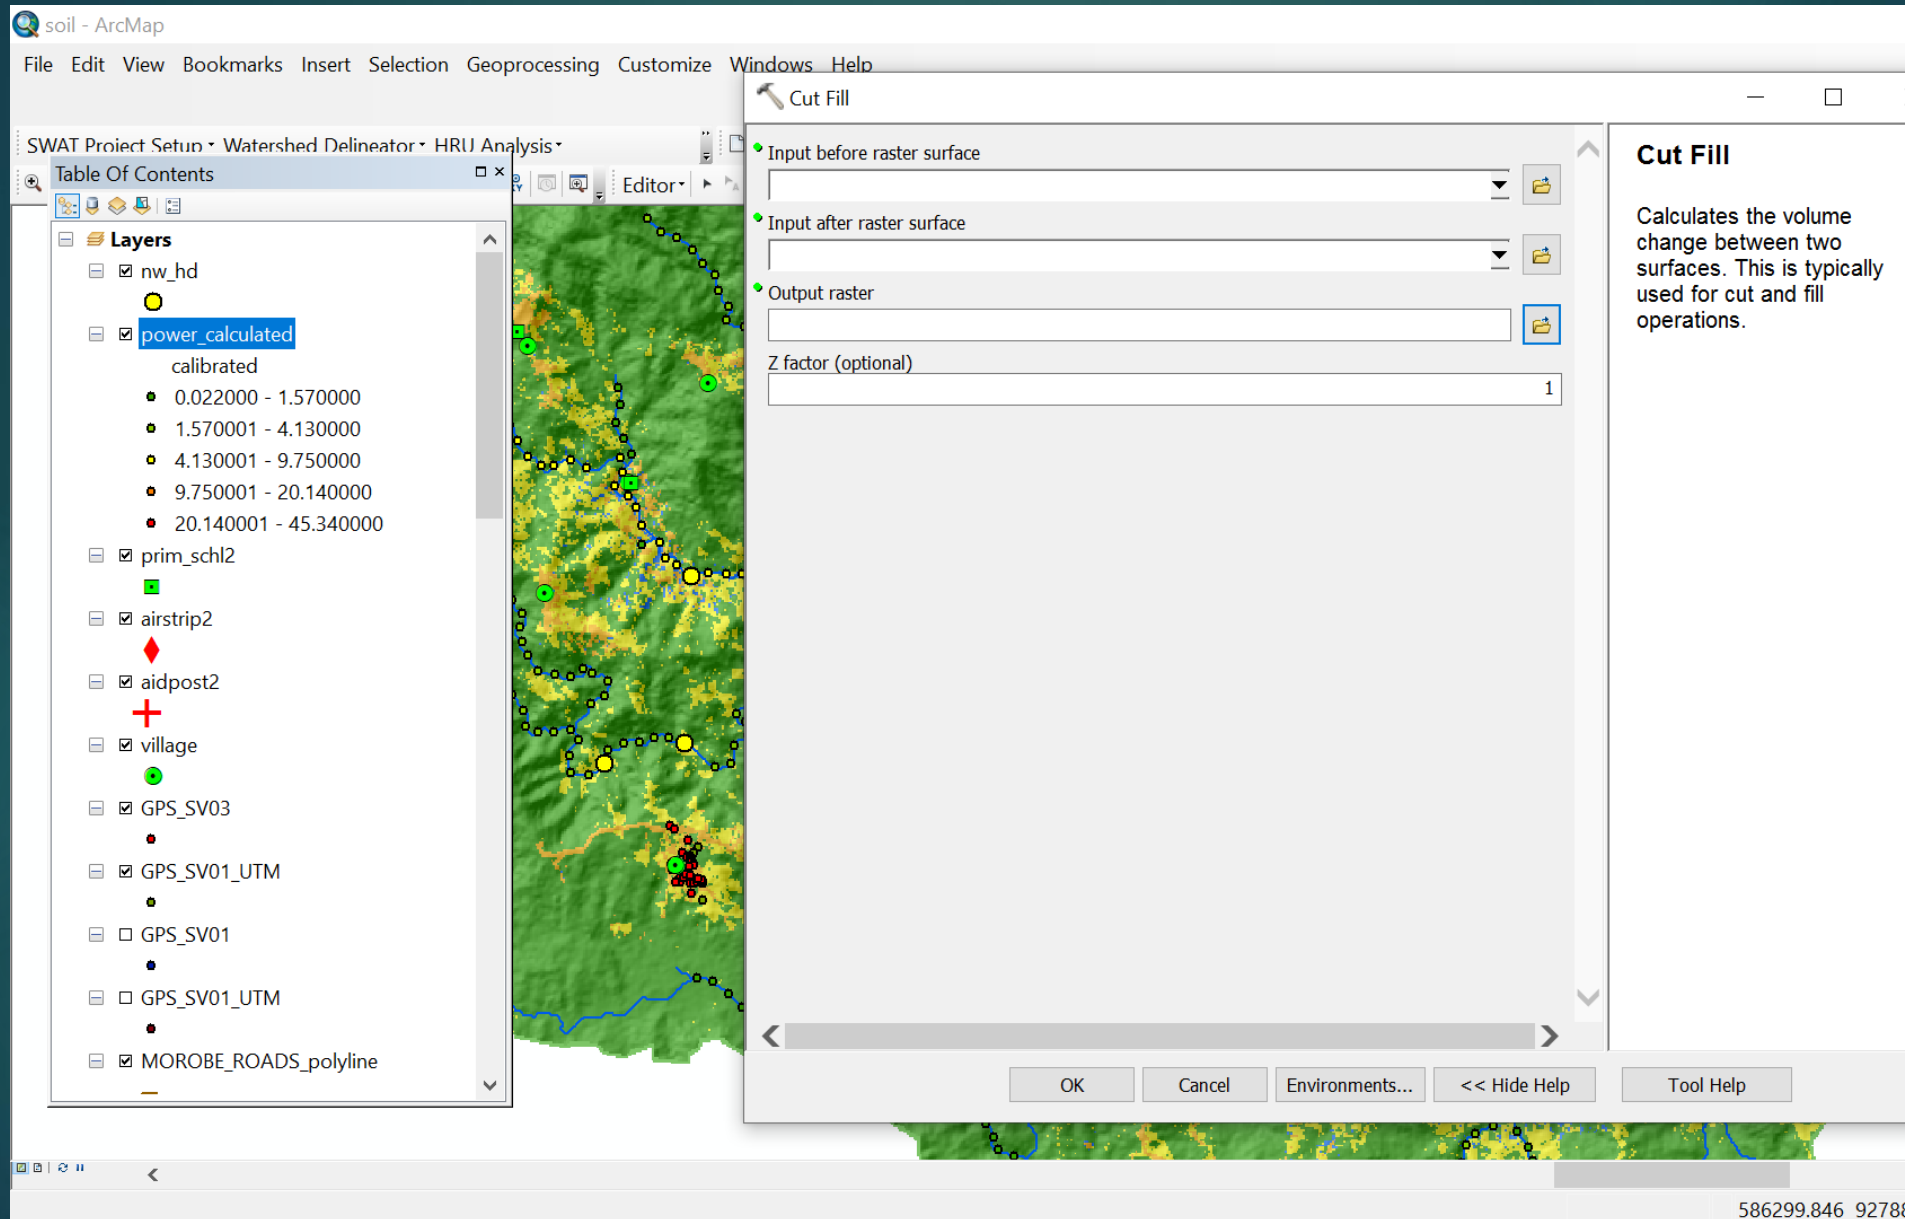 soil - ArcMap
File Edit View Bookmarks Insert Selection Geoprocessing Customize Windows Help
SWAT Project Setup Watershed Delineator HRU Analysis
Editor
Table Of Contents
Layers
nw_hd
power_calculated
calibrated
0.022000 - 1.570000
1.570001 - 4.130000
4.130001 - 9.750000
9.750001 - 20.140000
20.140001 - 45.340000
prim_schl2
airstrip2
aidpost2
village
GPS_SV03
GPS_SV01_UTM
GPS_SV01
GPS_SV01_UTM
MOROBE_ROADS_polyline
Cut Fill
Input before raster surface
Input after raster surface
Output raster
Z factor (optional)
1
OK Cancel Environments... << Hide Help Tool Help
Cut Fill
Calculates the volume
change between two
surfaces. This is typically
used for cut and fill
operations.
586299.846